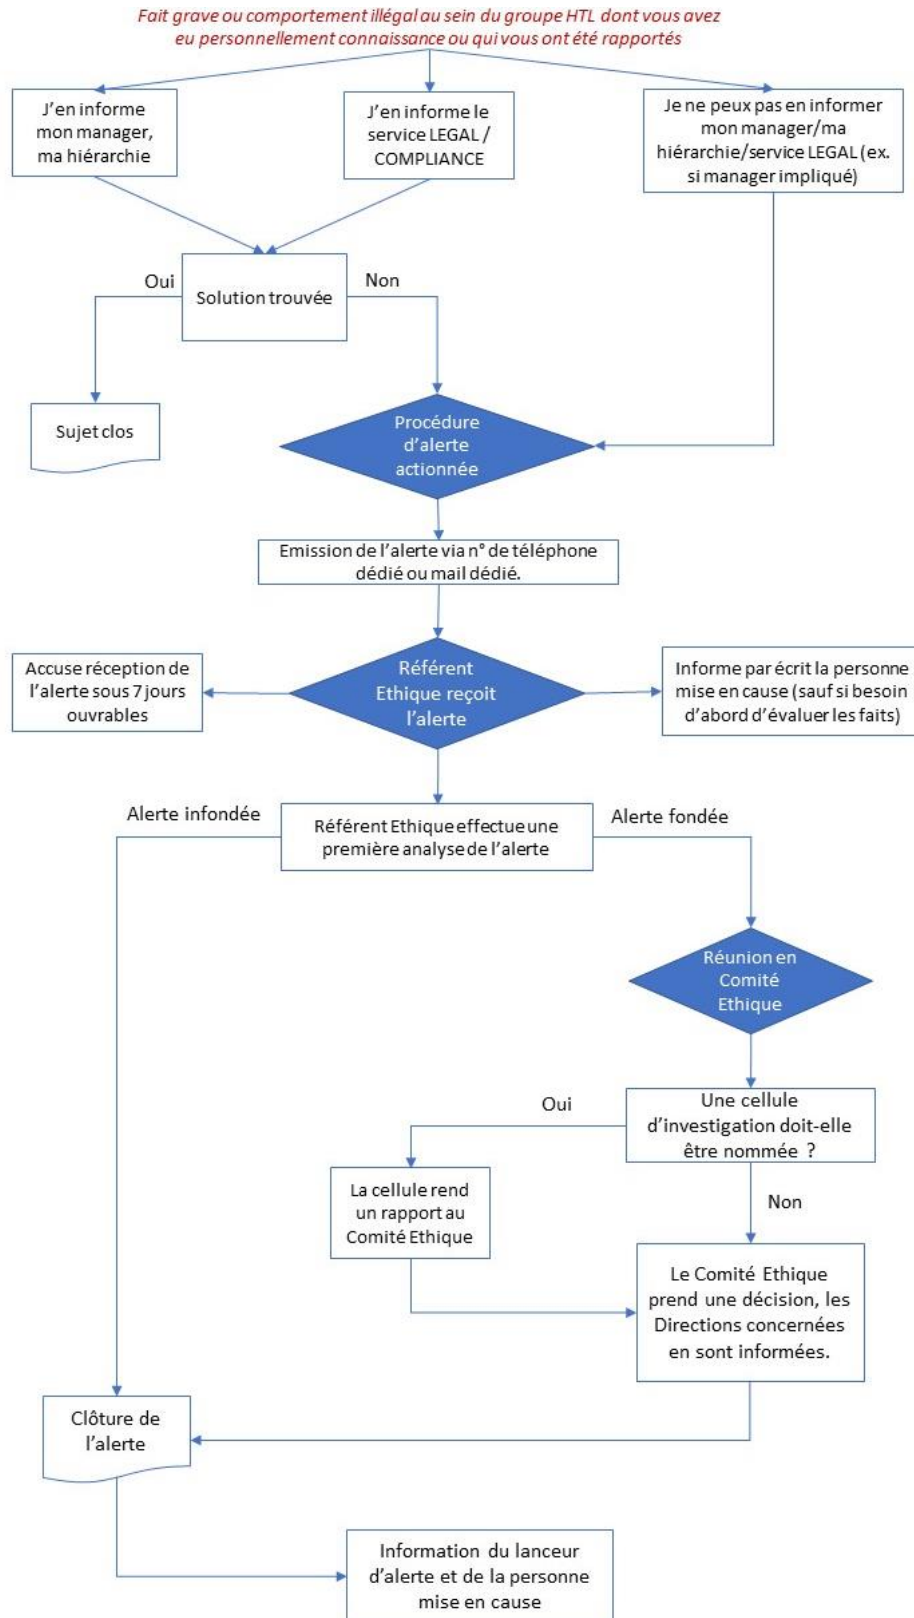 Fait grave ou comportement illégal au sein du groupe HTL dont vous avez
eu personnellement connaissance ou qui vous ont été rapportés
J'en informe
mon manager,
ma hiérarchie
J'en informe le
service LEGAL /
COMPLIANCE
Je ne peux pas en informer
mon manager/ma
hiérarchie/service LEGAL (ex.
si manager impliqué)
Oui
Solution trouvée
Non
Sujet clos
Procédure
d'alerte
actionnée
Emission de l'alerte via n° de téléphone
dédié ou mail dédié.
Accuse réception de
l'alerte sous 7 jours
ouvrables
Référent
Ethique reçoit
l'alerte
Informe par écrit la personne
mise en cause (sauf si besoin
d'abord d'évaluer les faits)
Alerte infondée
Référent Ethique effectue une
première analyse de l'alerte
Alerte fondée
Réunion en
Comité
Ethique
Oui
Une cellule
d'investigation doit-elle
être nommée ?
La cellule rend
un rapport au
Comité Ethique
Non
Le Comité Ethique
prend une décision, les
Directions concernées
en sont informées.
Clôture de
l'alerte
Information du lanceur
d'alerte et de la personne
mise en cause